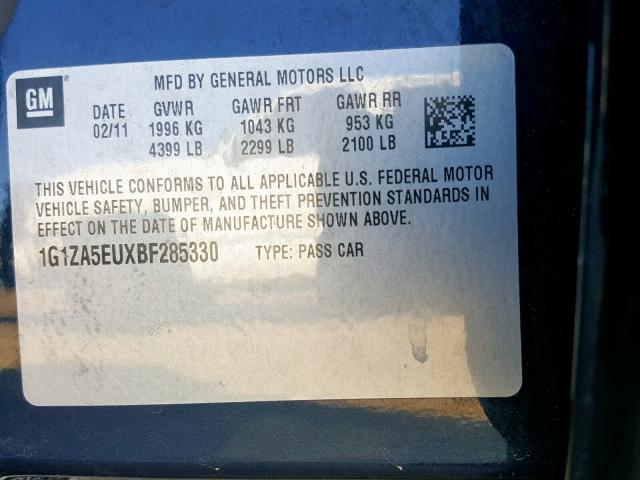 GM ® MFD BY GENERAL MOTORS LLC
DATE GVWR GAWR FRT GAWR RR
02/11 1996 KG 1043 KG 953 KG
4399 LB 2299 LB 2100 LB
THIS VEHICLE CONFORMS TO ALL APPLICABLE U.S. FEDERAL MOTOR
VEHICLE SAFETY, BUMPER, AND THEFT PREVENTION STANDARDS IN
EFFECT ON THE DATE OF MANUFACTURE SHOWN ABOVE.
1G1ZA5EUXBF285330 TYPE: PASS CAR